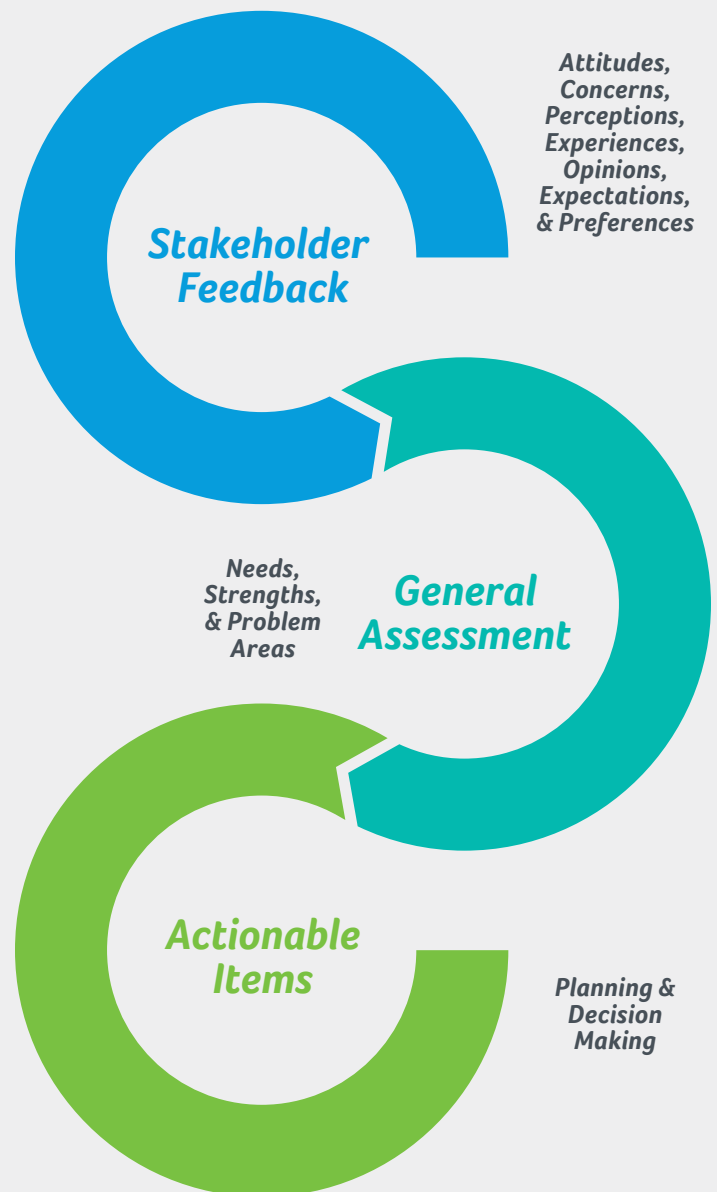 Attitudes,
Concerns,
Perceptions,
Experiences,
Opinions,
Expectations,
& Preferences
Stakeholder
Feedback
Needs,
Strengths,
& Problem
Areas
General
Assessment
Actionable
Items
Planning &
Decision
Making